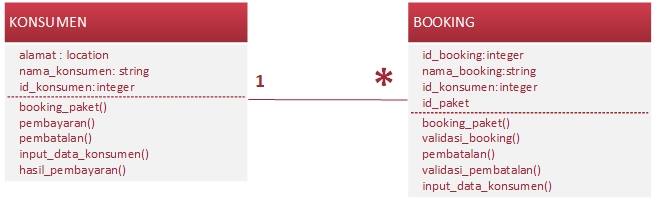 KONSUMEN
alamat : location
nama_konsumen: string
id_konsumen:integer
booking_paket()
pembayaran()
pembatalan()
input_data_konsumen()
hasil_pembayaran()
1
*
BOOKING
id_booking:integer
nama_booking:string
id_konsumen:integer
id_paket
booking_paket()
validasi_booking()
pembatalan()
validasi_pembatalan()
input_data_konsumen()